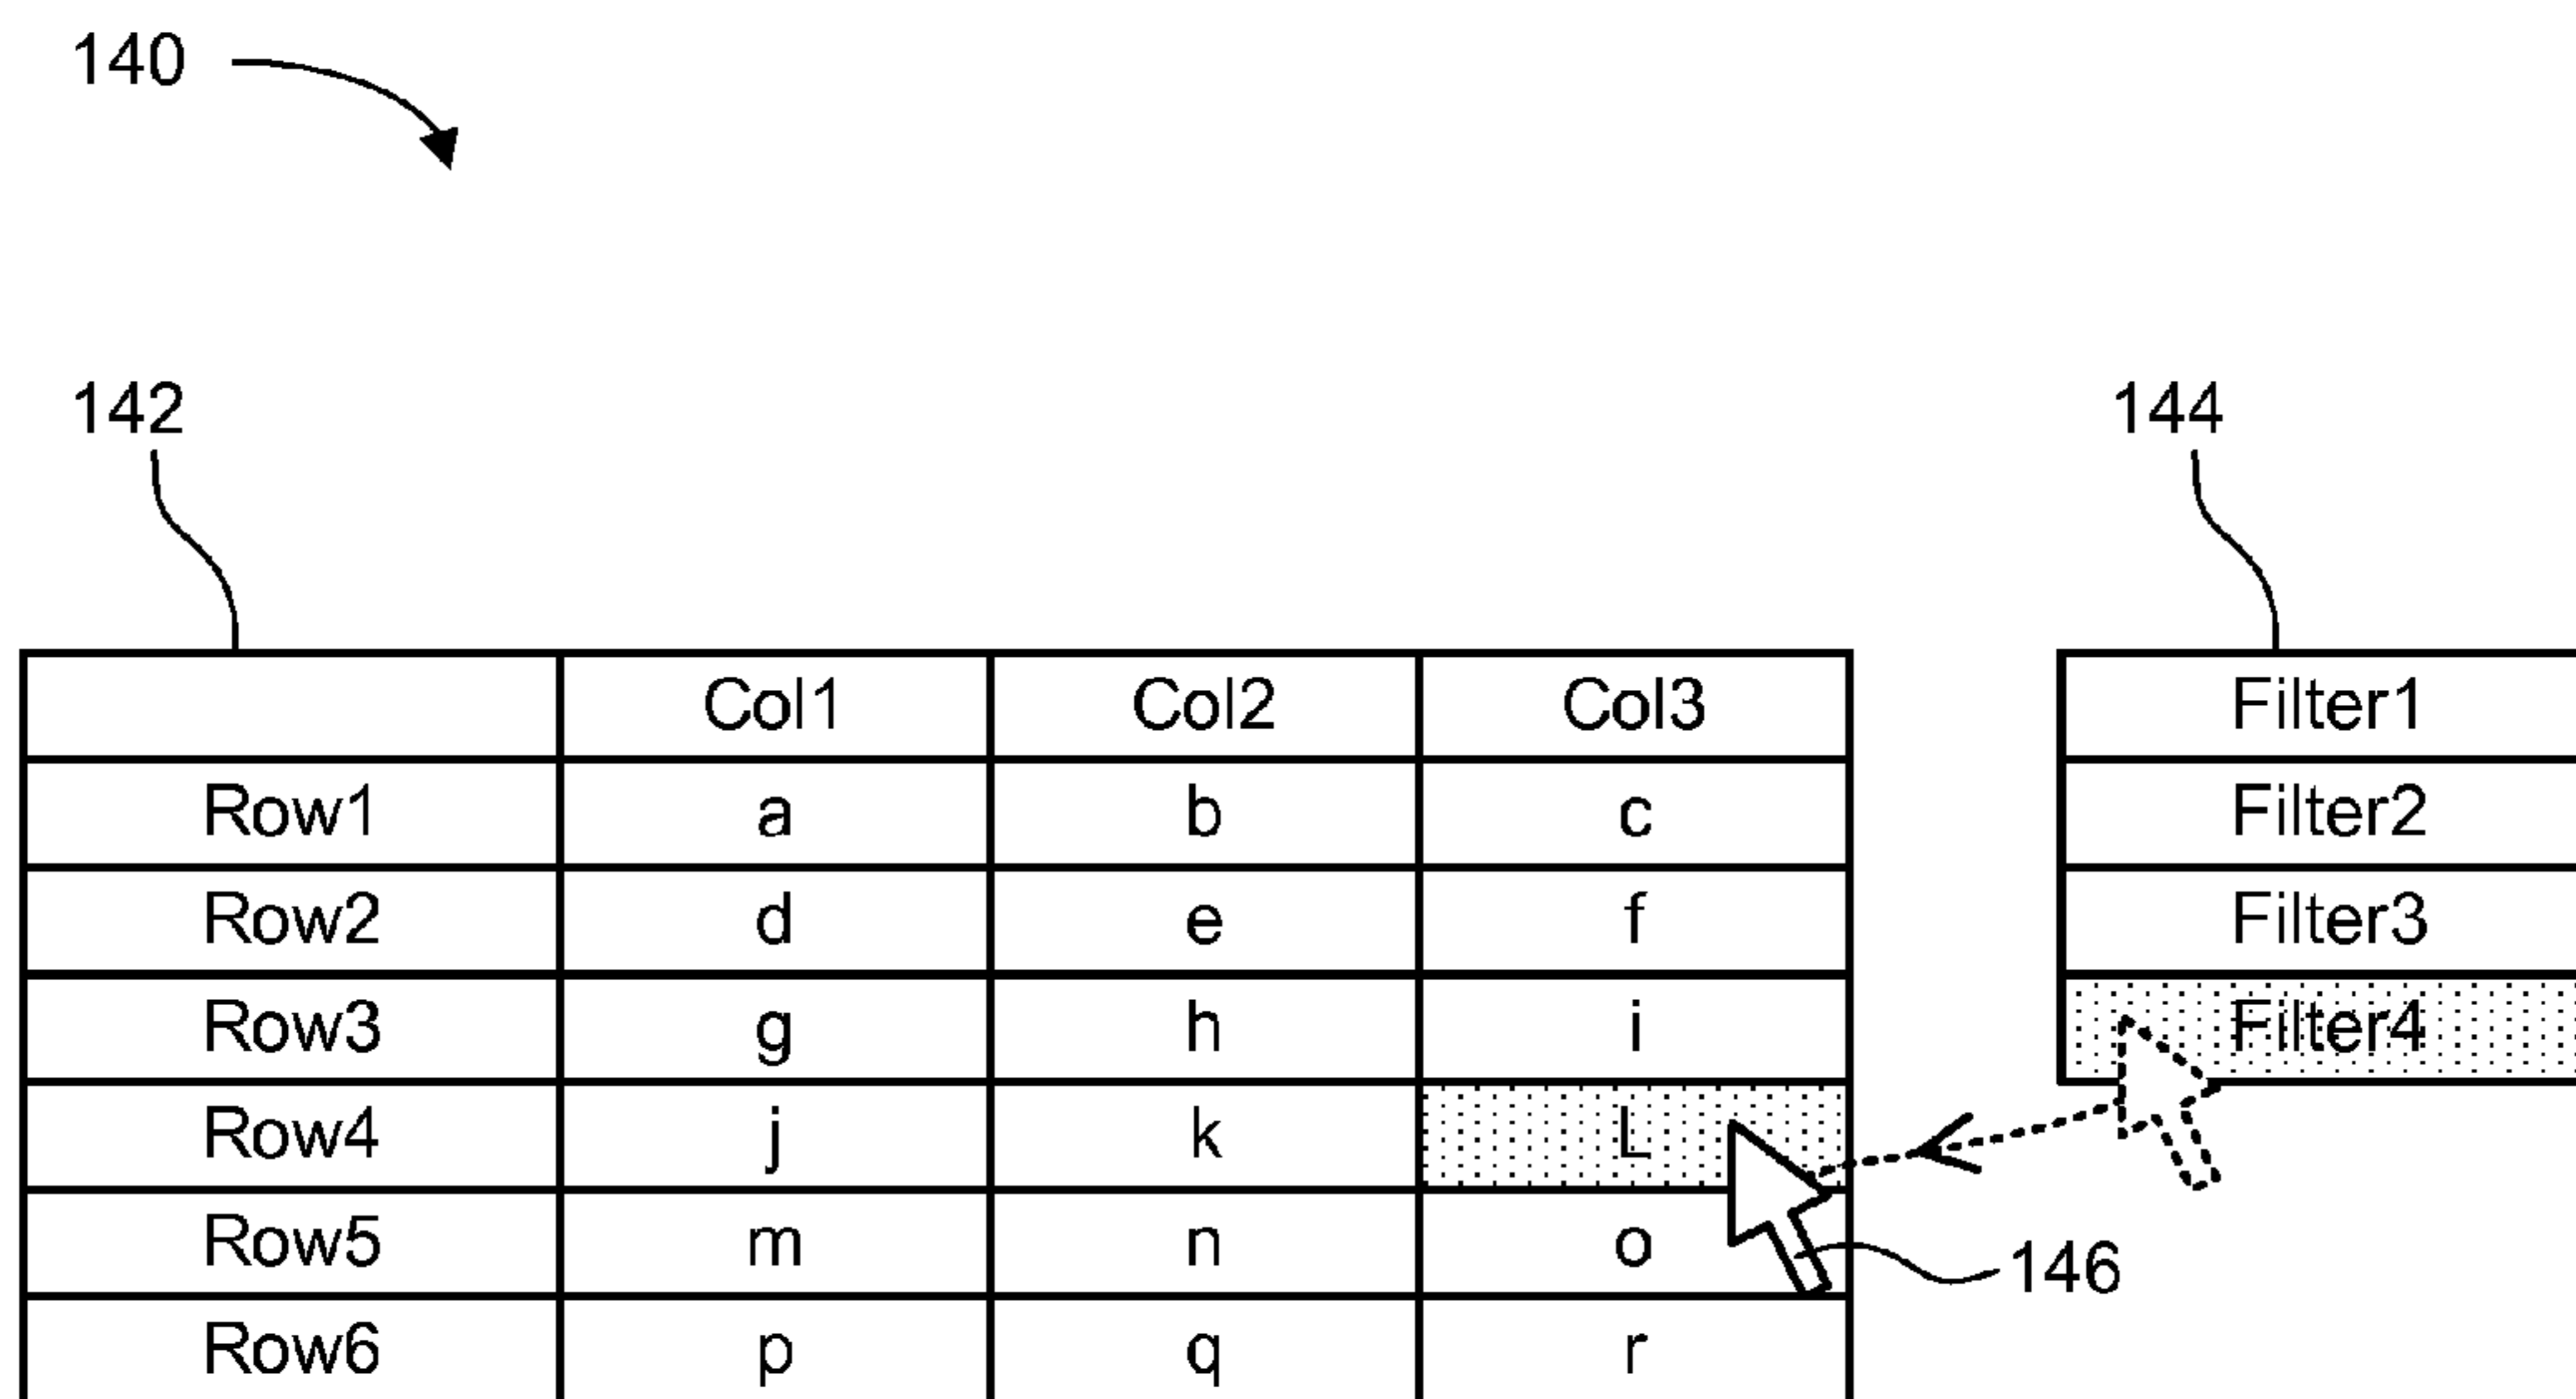 140
142 144
Col1 Col2 Col3 Filter1
Row1 a b c Filter2
Row2 d e f Filter3
Row3 g h i Filter4
Row4 j k L
Row5 m n o 146
Row6 p q r